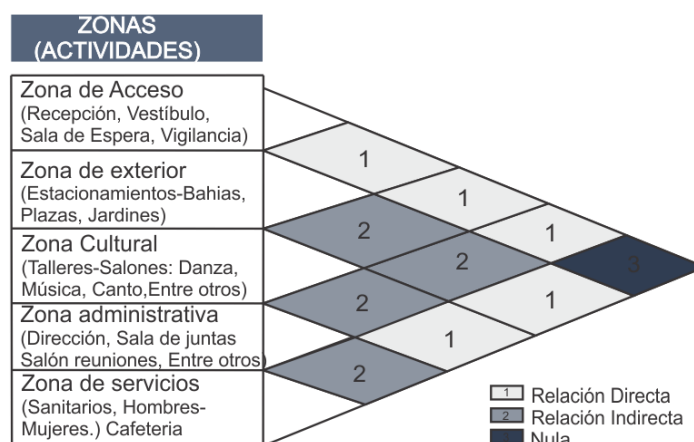 ZONAS
(ACTIVIDADES)
Zona de Acceso
(Recepción, Vestíbulo,
Sala de Espera, Vigilancia)
Zona de exterior
(Estacionamientos-Bahias,
Plazas, Jardines)
Zona Cultural
(Talleres-Salones: Danza,
Música, Canto,Entre otros)
Zona administrativa
(Dirección, Sala de juntas
Salón reuniones, Entre otros)
Zona de servicios
(Sanitarios, Hombres-
Mujeres.) Cafeteria
1
1
1
3
2
2
1
2
1
2
1 Relación Directa
2 Relación Indirecta
Nula